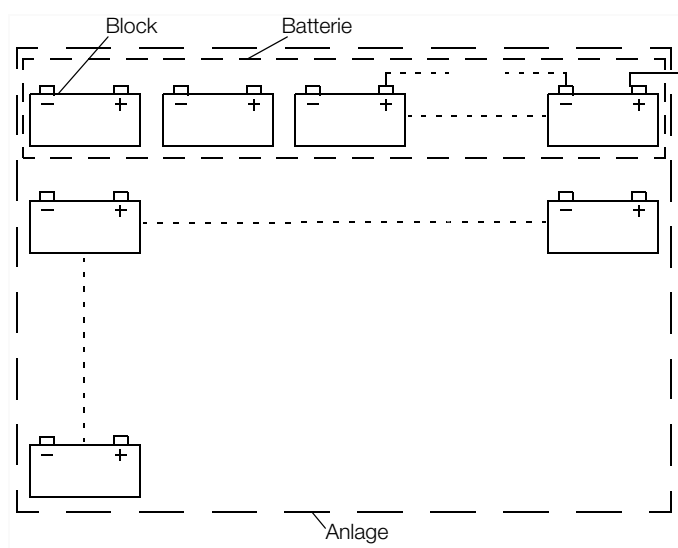 Block
Batterie
− +
− +
− +
− +
− +
− +
− +
Anlage